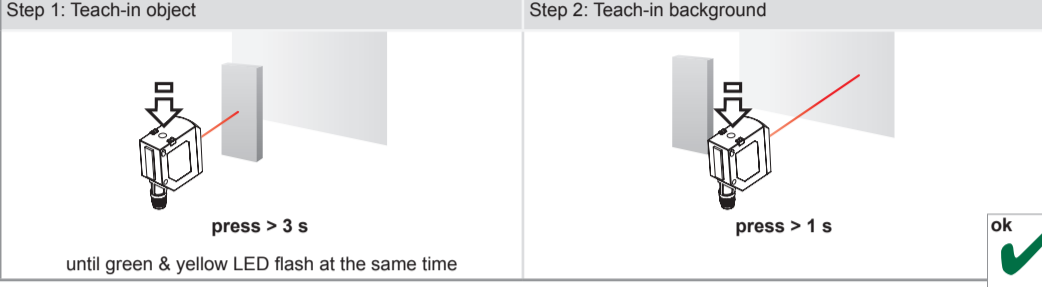 Step 1: Teach-in object
Step 2: Teach-in background
press > 3 s
until green & yellow LED flash at the same time
press > 1 s
ok